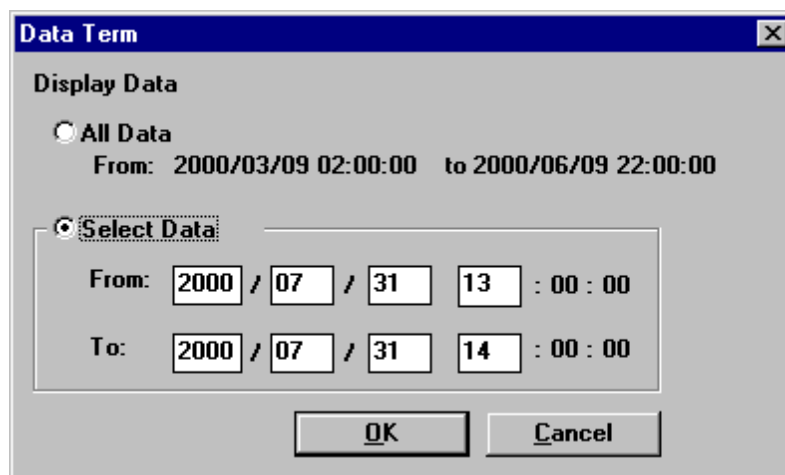 Data Term
Display Data
All Data
From: 2000/03/09 02:00:00 to 2000/06/09 22:00:00
Select Data
From: 2000 / 07 / 31 13 : 00 : 00
To: 2000 / 07 / 31 14 : 00 : 00
OK Cancel